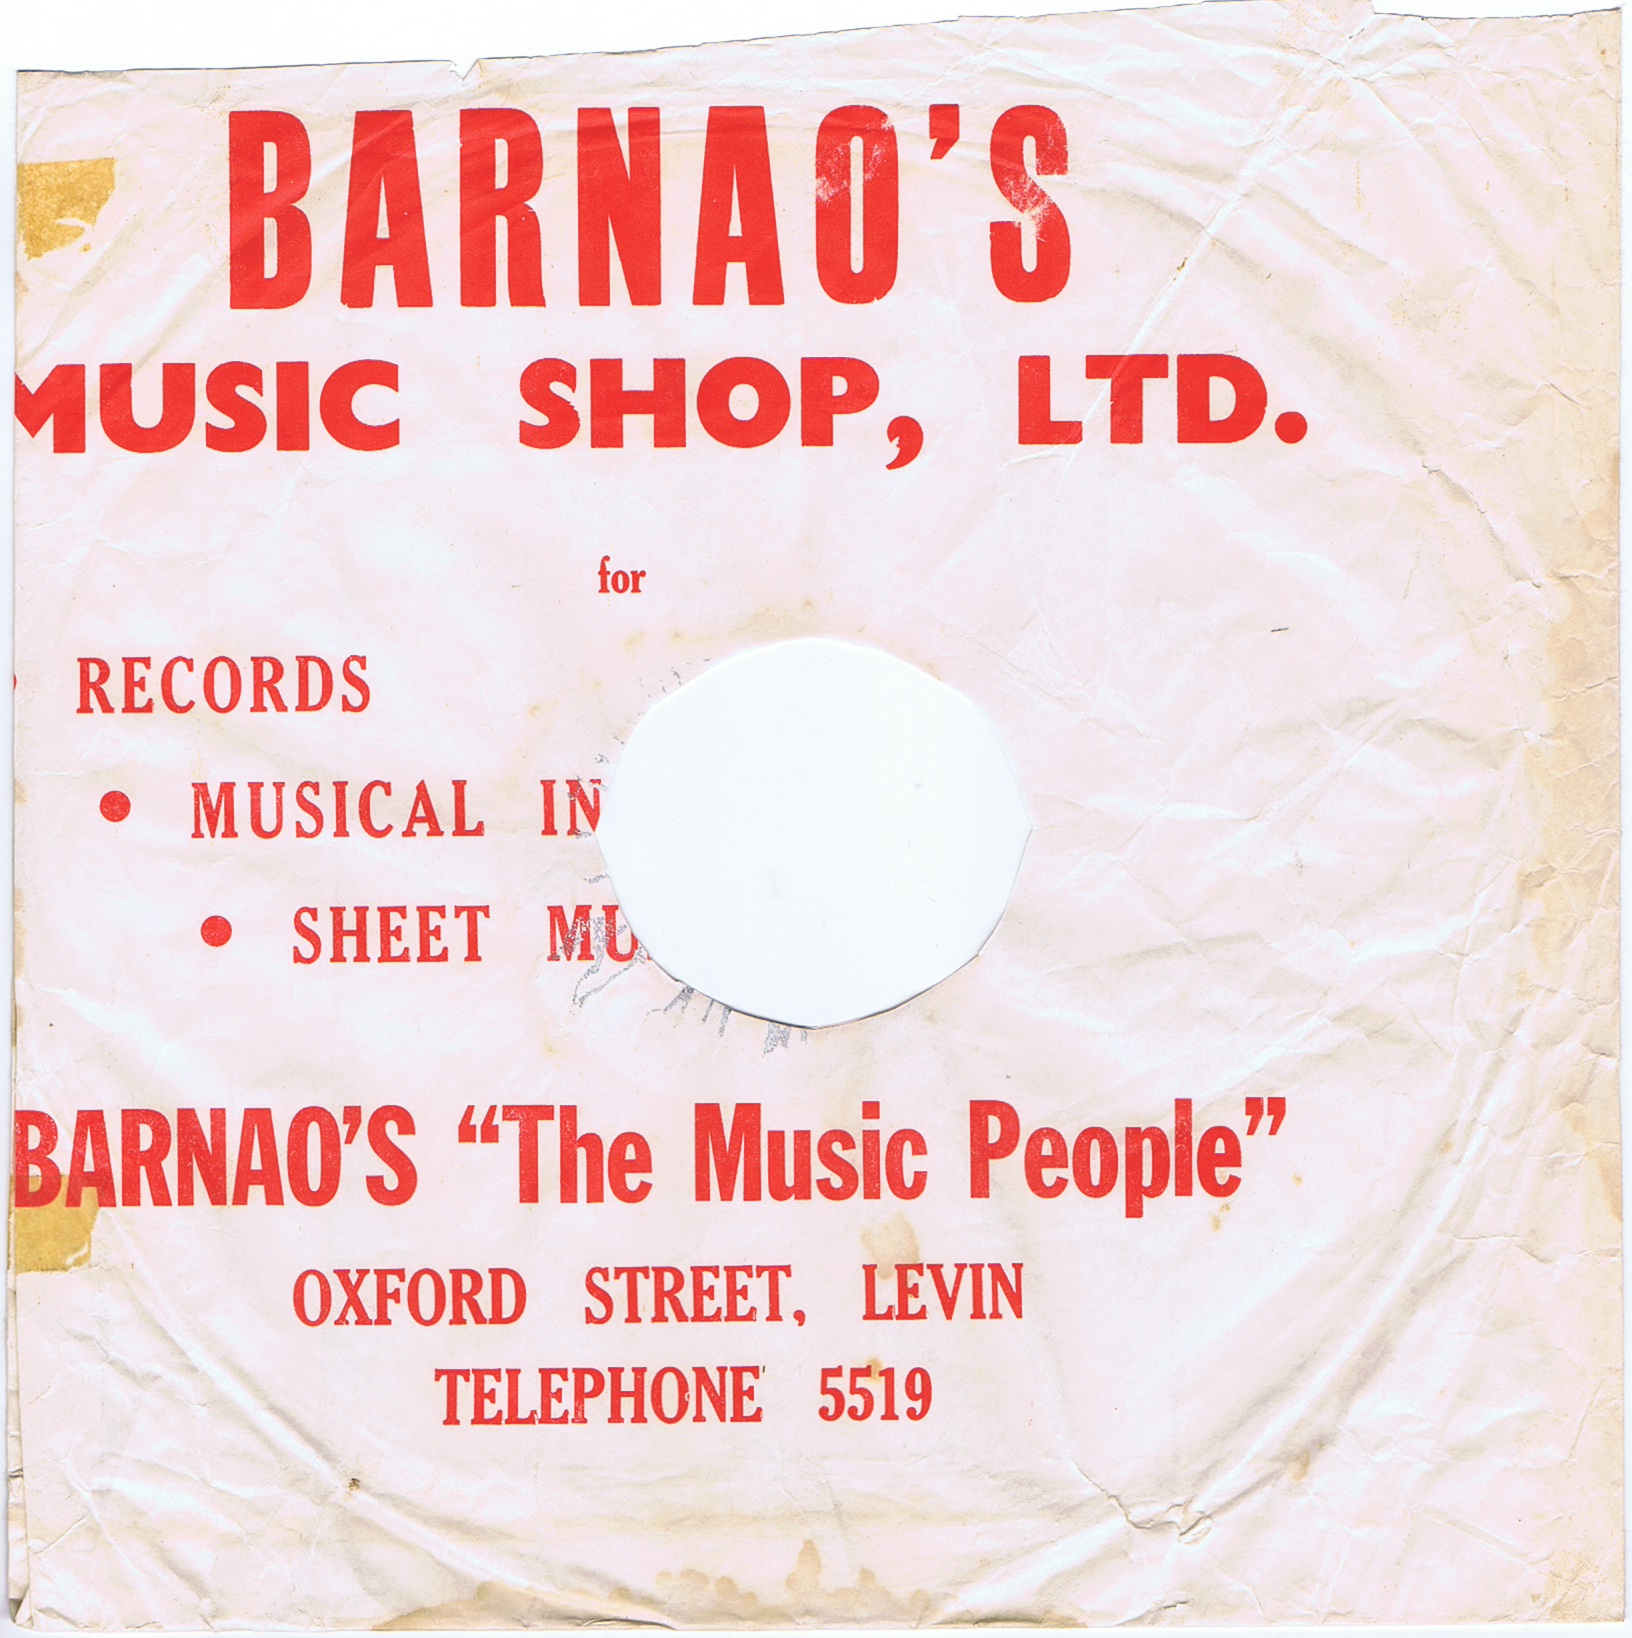 BARNAO'S
MUSIC SHOP, LTD.
for
RECORDS
• MUSICAL IN
• SHEET MU
BARNAO'S "The Music People"
OXFORD STREET, LEVIN
TELEPHONE 5519